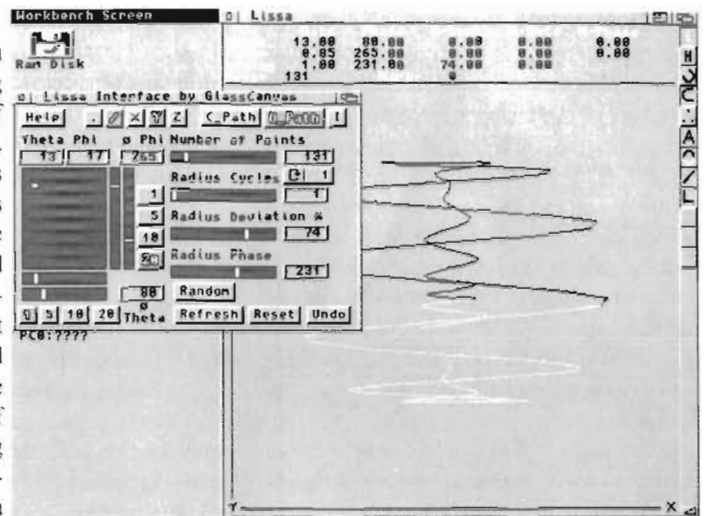 Workbench Screen
Lissa
Ram Disk
13.00 80.00 0.00 0.00 0.00
0.05 265.00 0.00 0.00 0.00
1.00 231.00 74.00 0.00
131 0
Lissa Interface by GlassCanvas
Help . X Z C_Path D_Path !
Theta Phi ø Phi Number of Points
13 17 265 131
Radius Cycles 1
1 1
5 Radius Deviation %
10 74
Radius Phase
231
80 Random
ø
5 10 20 Theta Refresh Reset Undo
PC0:????
H
C
A
L
Y X